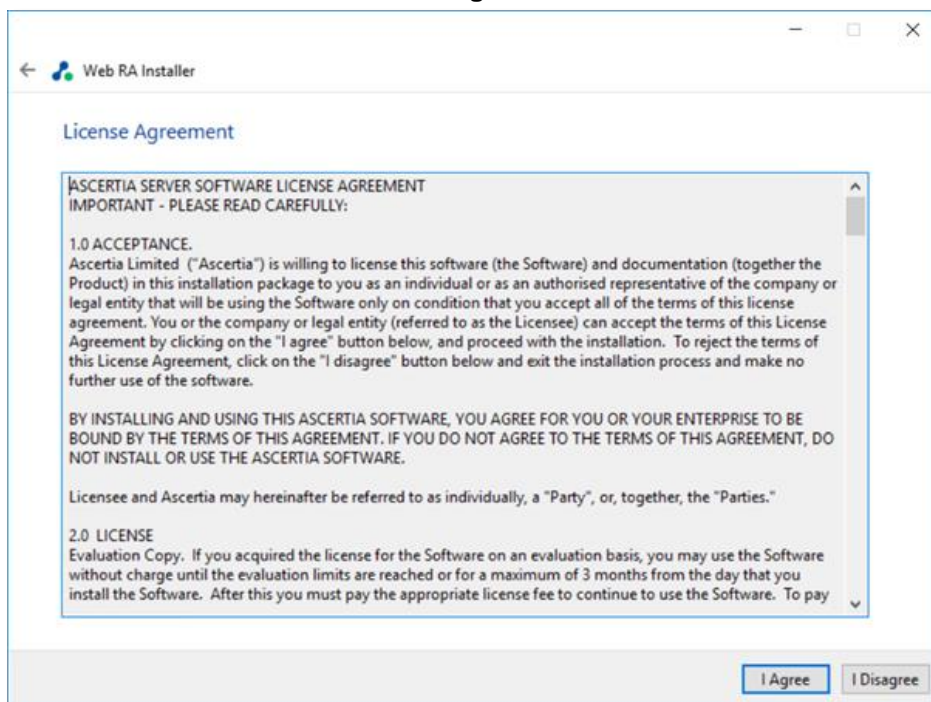 Web RA Installer
License Agreement
ASCERTIA SERVER SOFTWARE LICENSE AGREEMENT
IMPORTANT - PLEASE READ CAREFULLY:
1.0 ACCEPTANCE.
Ascertia Limited ("Ascertia") is willing to license this software (the Software) and documentation (together the
Product) in this installation package to you as an individual or as an authorised representative of the company or
legal entity that will be using the Software only on condition that you accept all of the terms of this license
agreement. You or the company or legal entity (referred to as the Licensee) can accept the terms of this License
Agreement by clicking on the "I agree" button below, and proceed with the installation. To reject the terms of
this License Agreement, click on the "I disagree" button below and exit the installation process and make no
further use of the software.
BY INSTALLING AND USING THIS ASCERTIA SOFTWARE, YOU AGREE FOR YOU OR YOUR ENTERPRISE TO BE
BOUND BY THE TERMS OF THIS AGREEMENT. IF YOU DO NOT AGREE TO THE TERMS OF THIS AGREEMENT, DO
NOT INSTALL OR USE THE ASCERTIA SOFTWARE.
Licensee and Ascertia may hereinafter be referred to as individually, a "Party", or, together, the "Parties."
2.0 LICENSE
Evaluation Copy. If you acquired the license for the Software on an evaluation basis, you may use the Software
without charge until the evaluation limits are reached or for a maximum of 3 months from the day that you
install the Software. After this you must pay the appropriate license fee to continue to use the Software. To pay
I Agree
I Disagree